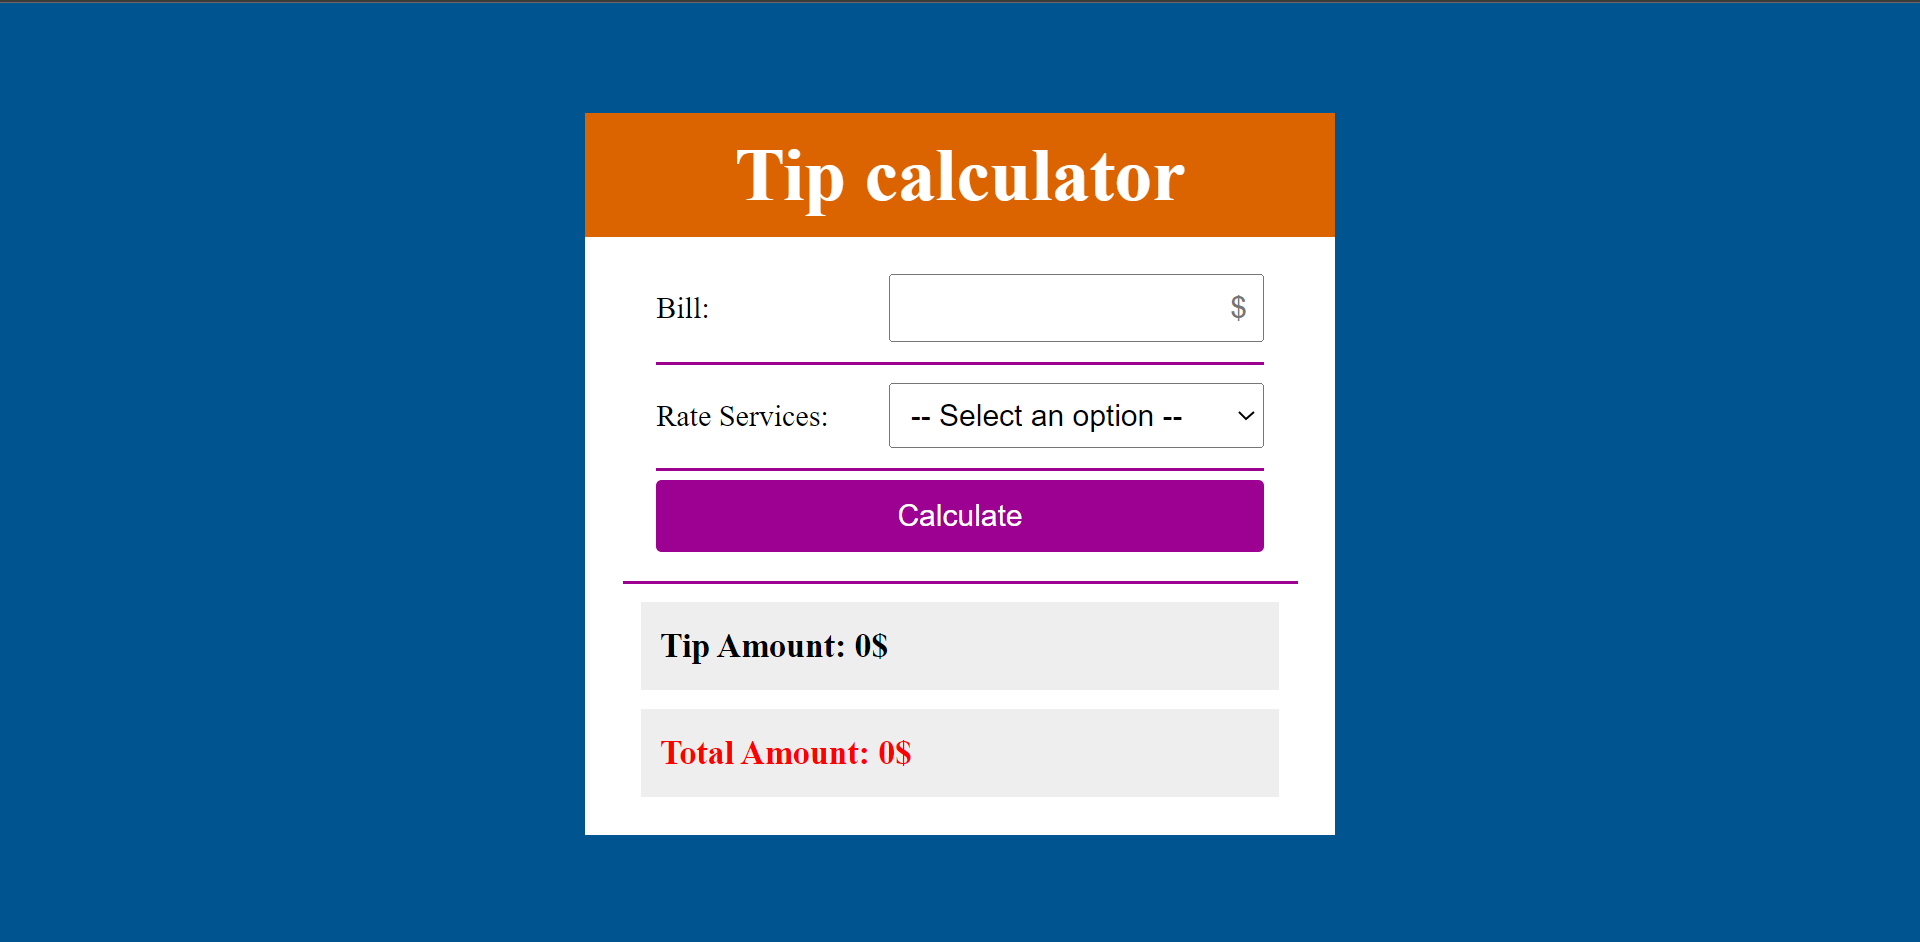 Tip calculator
Bill: $
Rate Services: -- Select an option --
Calculate
Tip Amount: 0$
Total Amount: 0$